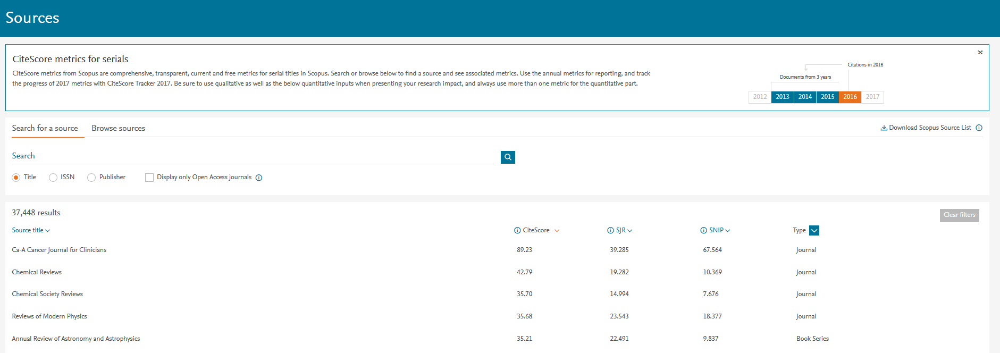 Sources
CiteScore metrics for serials
CiteScore metrics from Scopus are comprehensive, transparent, current and free metrics for serial titles in Scopus. Search or browse below to find a source and see associated metrics. Use the annual metrics for reporting, and track
the progress of 2017 metrics with CiteScore Tracker 2017. Be sure to use qualitative as well as the below quantitative inputs when presenting your research impact, and always use more than one metric for the quantitative part.
Citations in 2016
Documents from 3 years
2012 2013 2014 2015 2016 2017
Search for a source Browse sources Download Scopus Source List
Search
Title ISSN Publisher Display only Open Access journals
37,448 results
Clear filters
Source title CiteScore SJR SNIP Type
Ca-A Cancer Journal for Clinicians 89.23 39.285 67.564 Journal
Chemical Reviews 42.79 19.282 10.369 Journal
Chemical Society Reviews 35.70 14.994 7.676 Journal
Reviews of Modern Physics 35.68 23.543 18.377 Journal
Annual Review of Astronomy and Astrophysics 35.21 22.491 9.837 Book Series